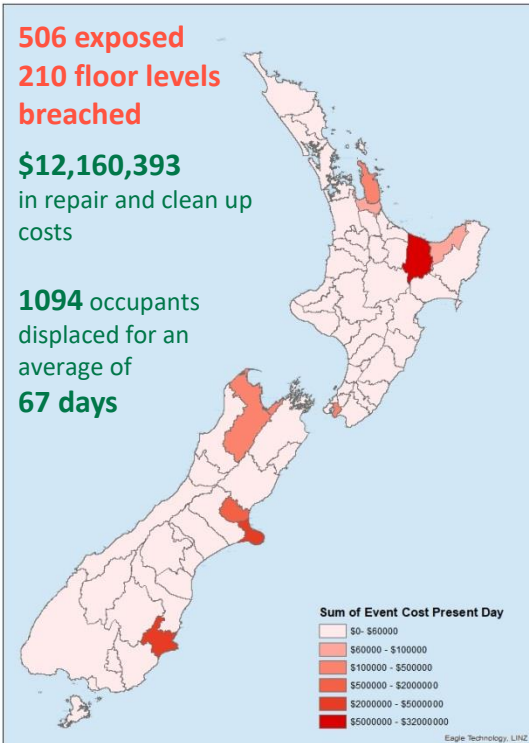 506 exposed
210 floor levels
breached
$12,160,393
in repair and clean up
costs
1094 occupants
displaced for an
average of
67 days
Sum of Event Cost Present Day
$0- $60000
$60000 - $100000
$100000 - $500000
$500000 - $2000000
$2000000 - $5000000
$5000000 - $32000000
Eagle Technology, LINZ